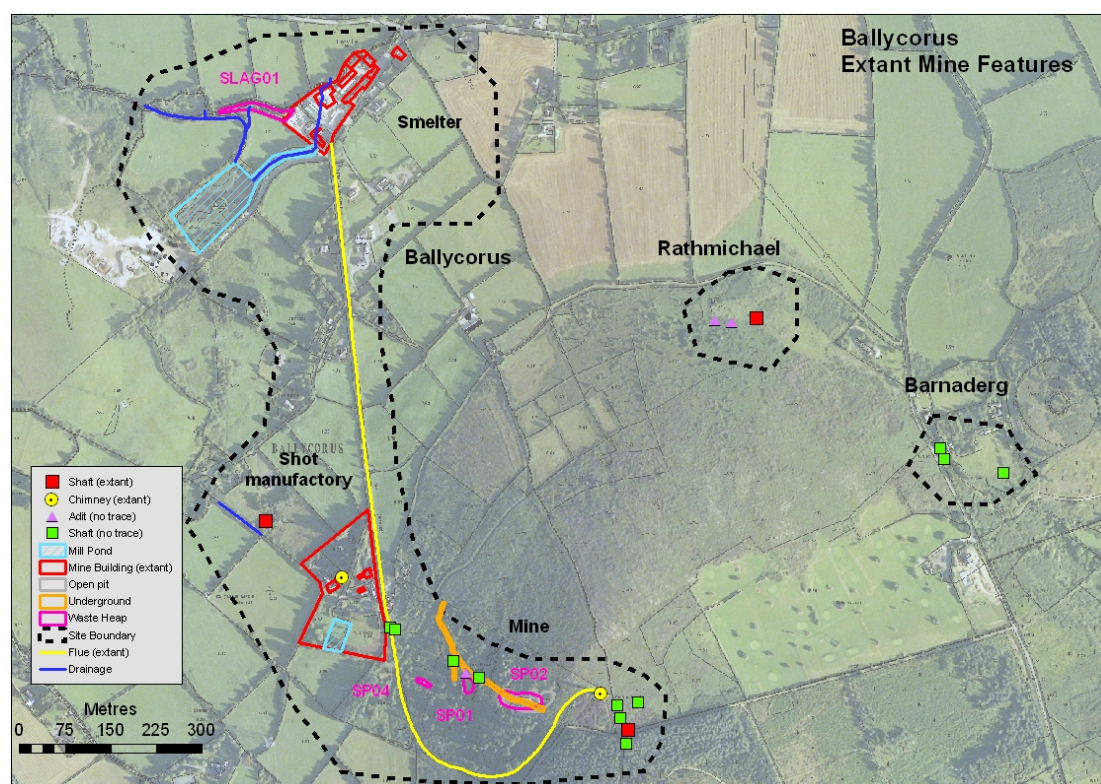 Ballycorus
Extant Mine Features
SLAG01
Smelter
Ballycorus
Rathmichael
Barnaderg
BALLYCORUS
Shot
manufactory
Mine
SP02
SP04
SP01
Shaft (extant)
Chimney (extant)
Adit (no trace)
Shaft (no trace)
Mill Pond
Mine Building (extant)
Open pit
Underground
Waste Heap
Site Boundary
Flue (extant)
Drainage
Metres
0 75 150 225 300